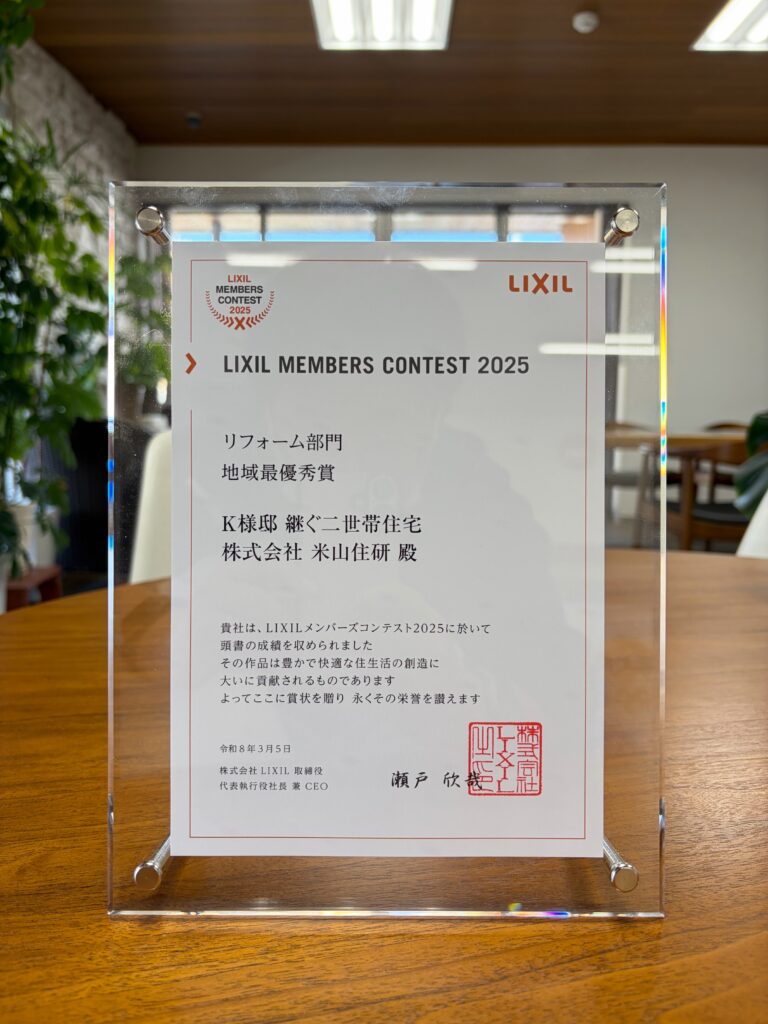 LIXIL
MEMBERS
CONTEST
2025
LIXIL
LIXIL MEMBERS CONTEST 2025
リフォーム部門
地域最優秀賞
K様邸 継ぐ二世帯住宅
株式会社 米山住研 殿
貴社は、LIXILメンバーズコンテスト2025に於いて
頭書の成績を収められました
その作品は豊かで快適な住生活の創造に
大いに貢献されるものであります
よってここに賞状を贈り 永くその栄誉を讃えます
令和8年3月5日
株式会社 LIXIL 取締役
代表執行役社長 兼 CEO
瀬戸 欣哉
株式会社
LIXIL
之印